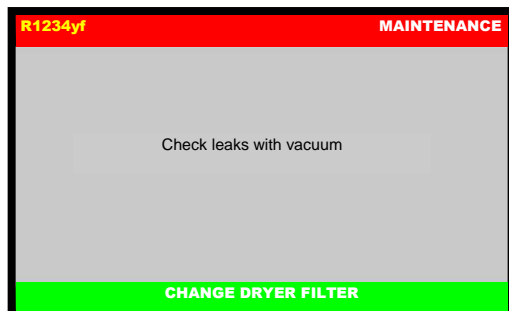 R1234yf MAINTENANCE
Check leaks with vacuum
CHANGE DRYER FILTER